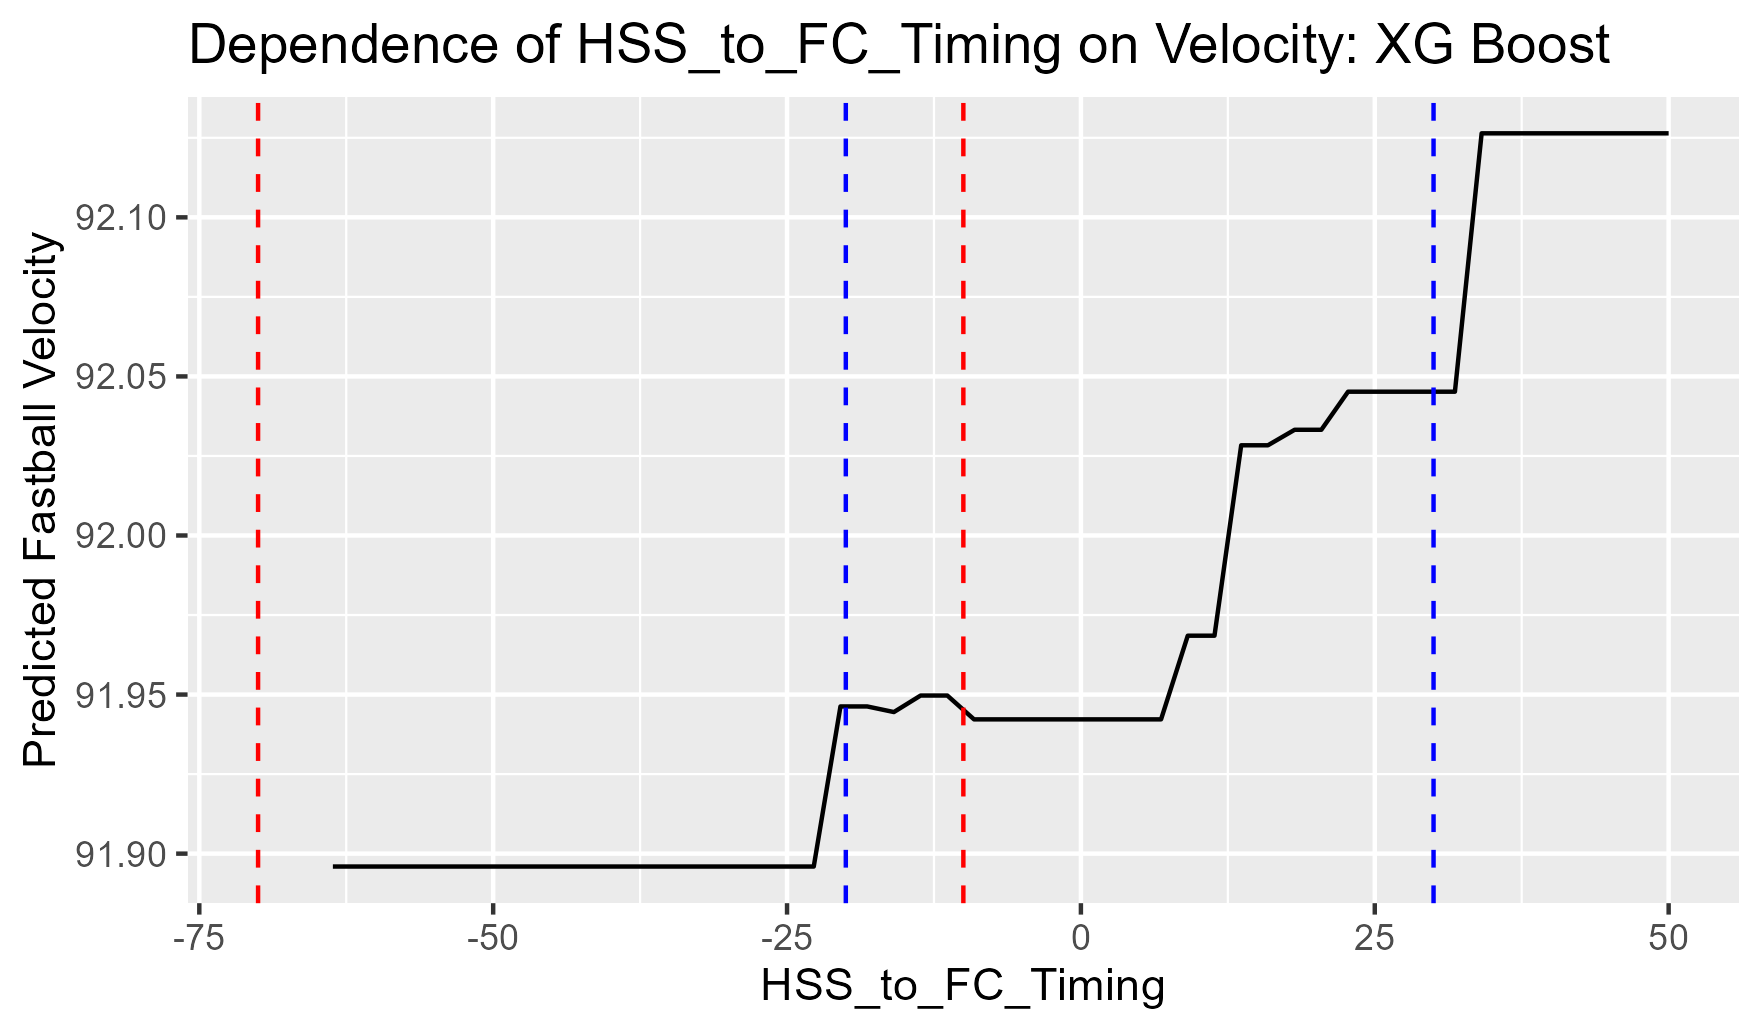 Dependence of HSS_to_FC_Timing on Velocity: XG Boost
Predicted Fastball Velocity
92.10
92.05
92.00
91.95
91.90
-75 -50 -25 0 25 50
HSS_to_FC_Timing